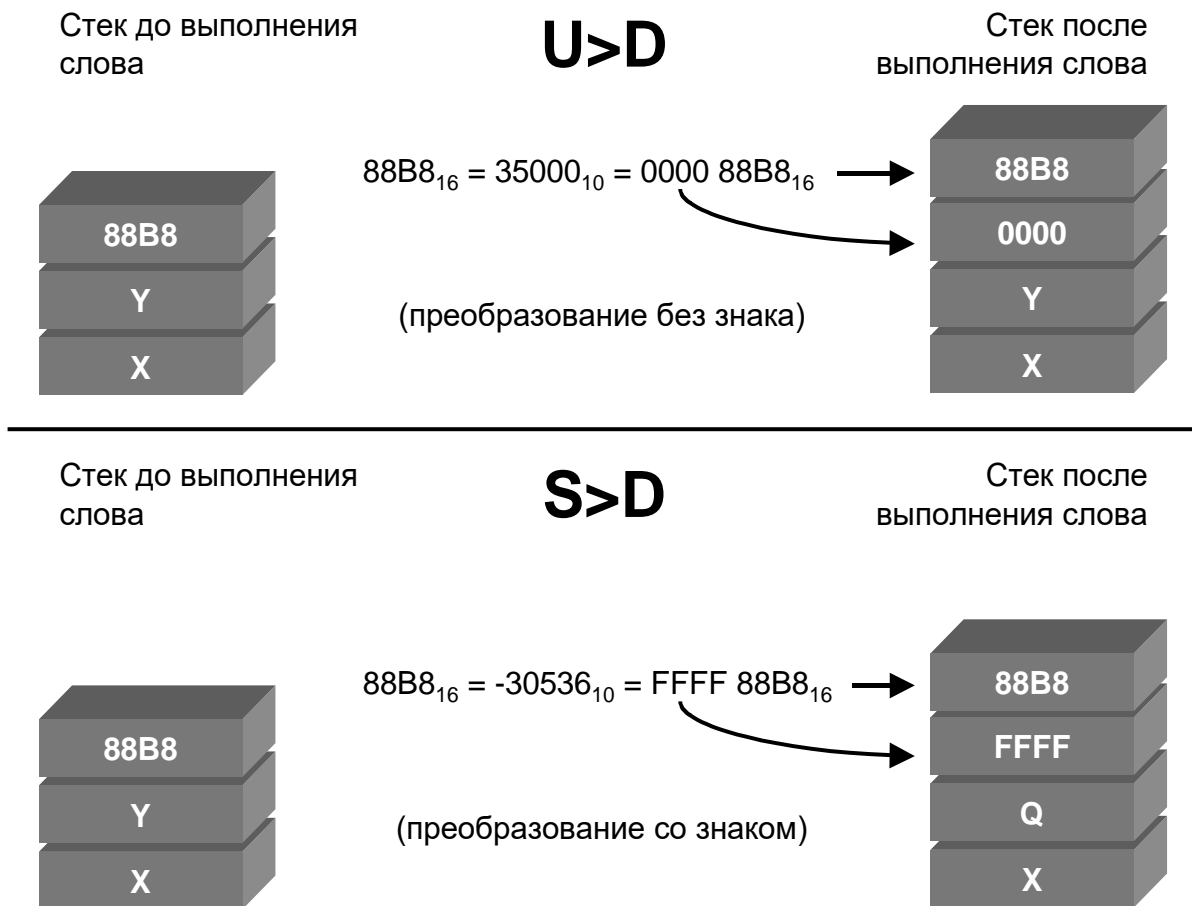 Стек до выполнения
слова
U>D
Стек после
выполнения слова
88B8₁₆ = 35000₁₀ = 0000 88B8₁₆
88B8
Y
X
88B8
0000
Y
X
(преобразование без знака)
Стек до выполнения
слова
S>D
Стек после
выполнения слова
88B8₁₆ = -30536₁₀ = FFFF 88B8₁₆
88B8
Y
X
88B8
FFFF
Q
X
(преобразование со знаком)